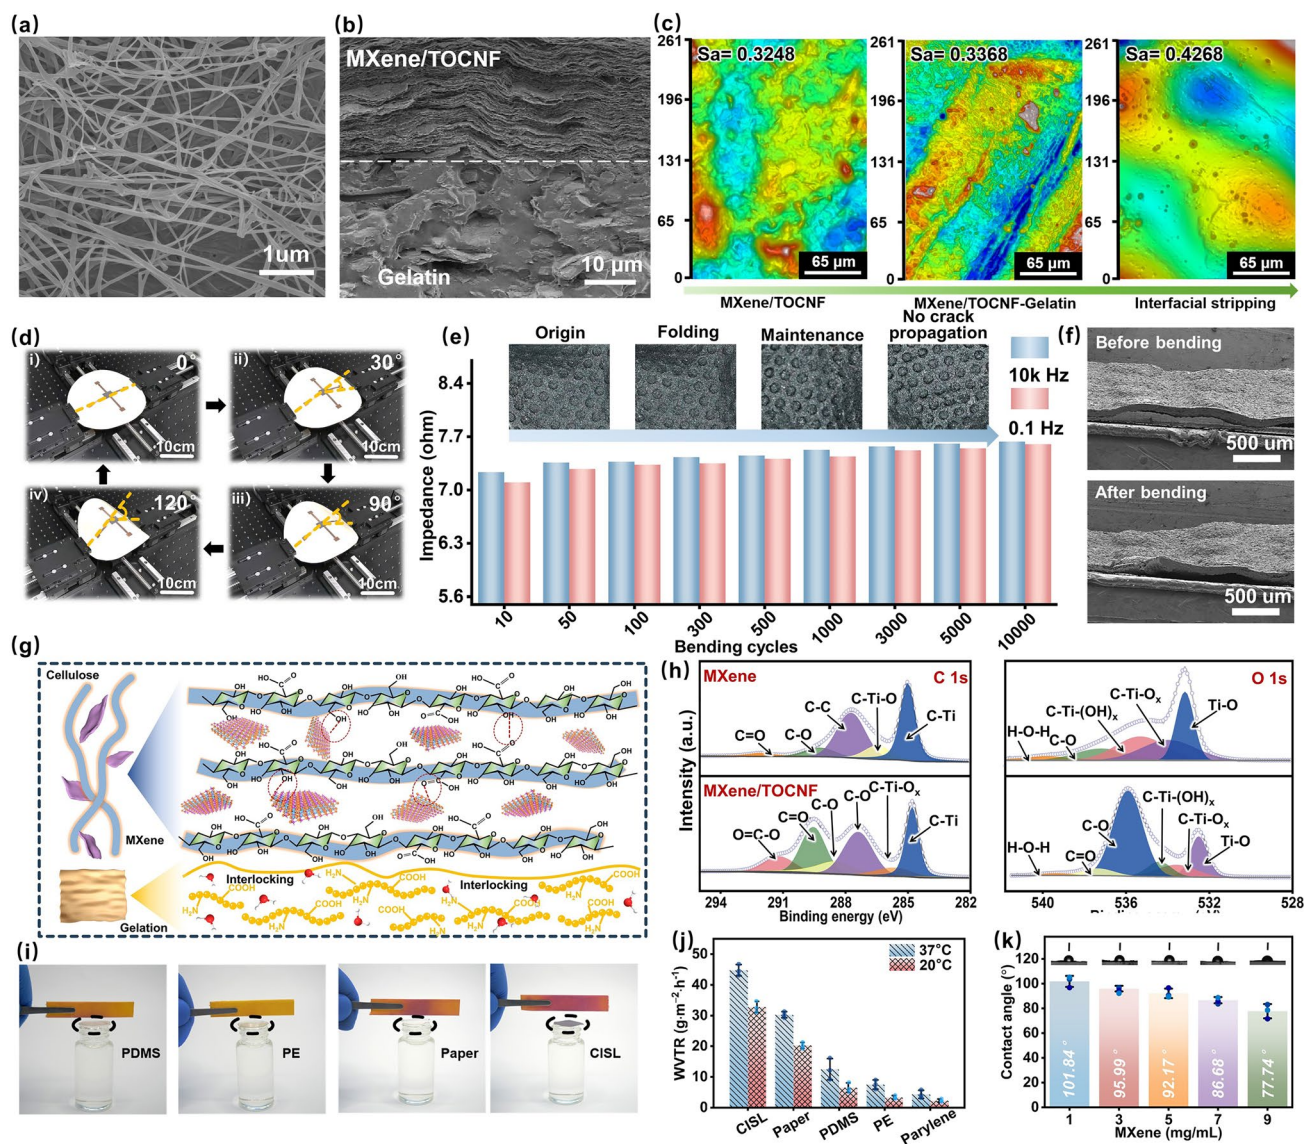 (a)
1um
(b)
MXene/TOCNF
Gelatin
10 μm
(c)
Sa= 0.3248
Sa= 0.3368
Sa= 0.4268
261
196
131
65
0
65 μm
261
196
131
65
0
65 μm
261
196
131
65
0
65 μm
MXene/TOCNF
MXene/TOCNF-Gelatin
Interfacial stripping
(d)
i)
0°
10cm
ii)
30°
10cm
iv)
120°
10cm
iii)
90°
10cm
(e)
Origin
Folding
Maintenance
No crack
propagation
10k Hz
0.1 Hz
Impedance (ohm)
8.4
7.7
7.0
6.3
5.6
10
50
100
300
500
1000
3000
5000
10000
Bending cycles
(f)
Before bending
500 um
After bending
500 um
(g)
Cellulose
MXene
Gelation
Interlocking
Interlocking
(h)
MXene
C 1s
C=O
C-O
C-C
C-Ti-O
C-Ti
MXene/TOCNF
O=C-O
C=O
C-O
C-O
C-Ti-Oₓ
C-Ti
Intensity (a.u.)
294
291
288
285
282
Binding energy (eV)
O 1s
H-O-H
C-O
C-Ti-(OH)ₓ
C-Ti-Oₓ
Ti-O
H-O-H
C=O
C-O
C-Ti-(OH)ₓ
C-Ti-Oₓ
Ti-O
540
536
532
528
(i)
PDMS
PE
Paper
CISL
(j)
37°C
20°C
WVTR (g·m⁻²·h⁻¹)
50
40
30
20
10
0
CISL
Paper
PDMS
PE
Parylene
(k)
Contact angle (°)
120
100
80
60
40
20
0
101.84 °
95.99 °
92.17 °
86.68 °
77.74 °
1
3
5
7
9
MXene (mg/mL)